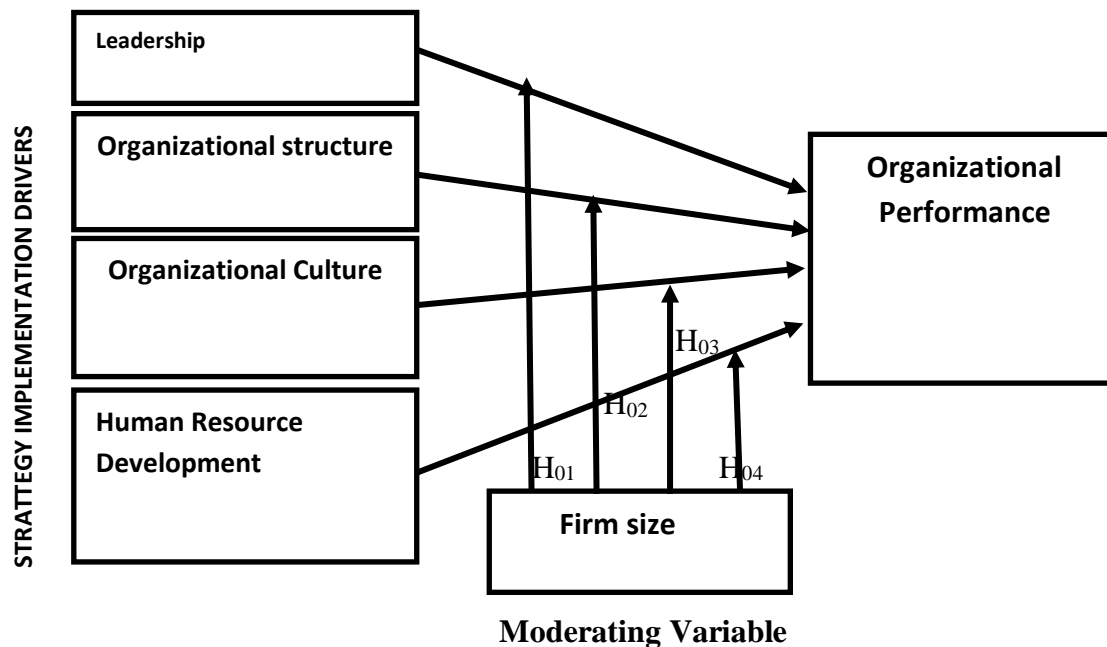 STRATTEGY IMPLEMENTATION DRIVERS
Leadership
Organizational structure
Organizational Culture
Human Resource
Development
Organizational
Performance
H03
H02
H01
H04
Firm size
Moderating Variable